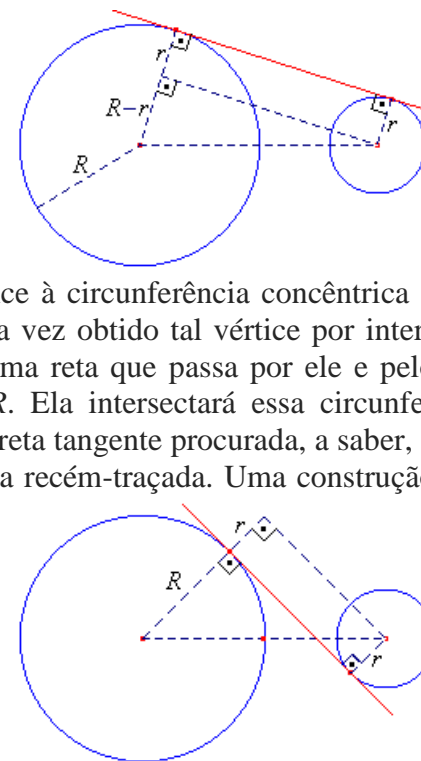 r
R−r
r
R
ice à circunferência concêntrica
a vez obtido tal vértice por inter
ma reta que passa por ele e pel
R. Ela intersectará essa circunfe
reta tangente procurada, a saber,
a recém-traçada. Uma construçã
r
R
r